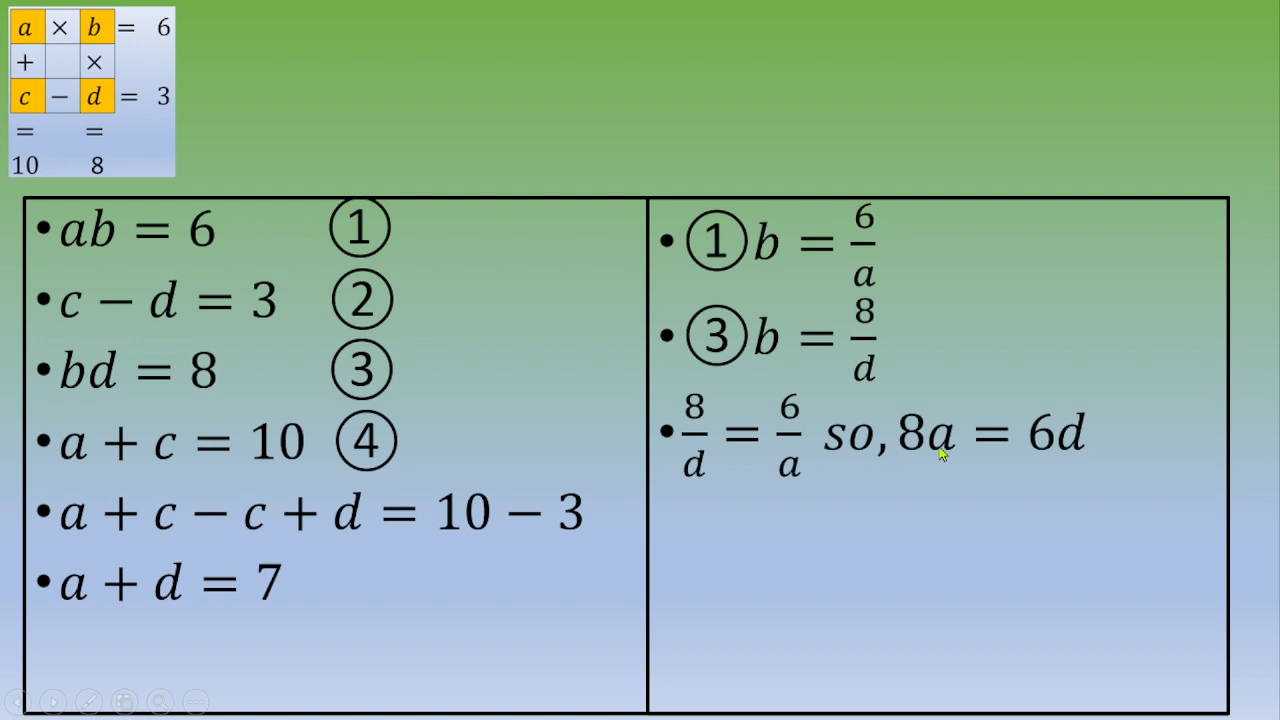 a × b = 6
+ ×
c − d = 3
= =
10 8
• ab = 6 ①
• c − d = 3 ②
• bd = 8 ③
• a + c = 10 ④
• a + c − c + d = 10 − 3
• a + d = 7
• ① b = 6/a
• ③ b = 8/d
• 8/d = 6/a so, 8a = 6d